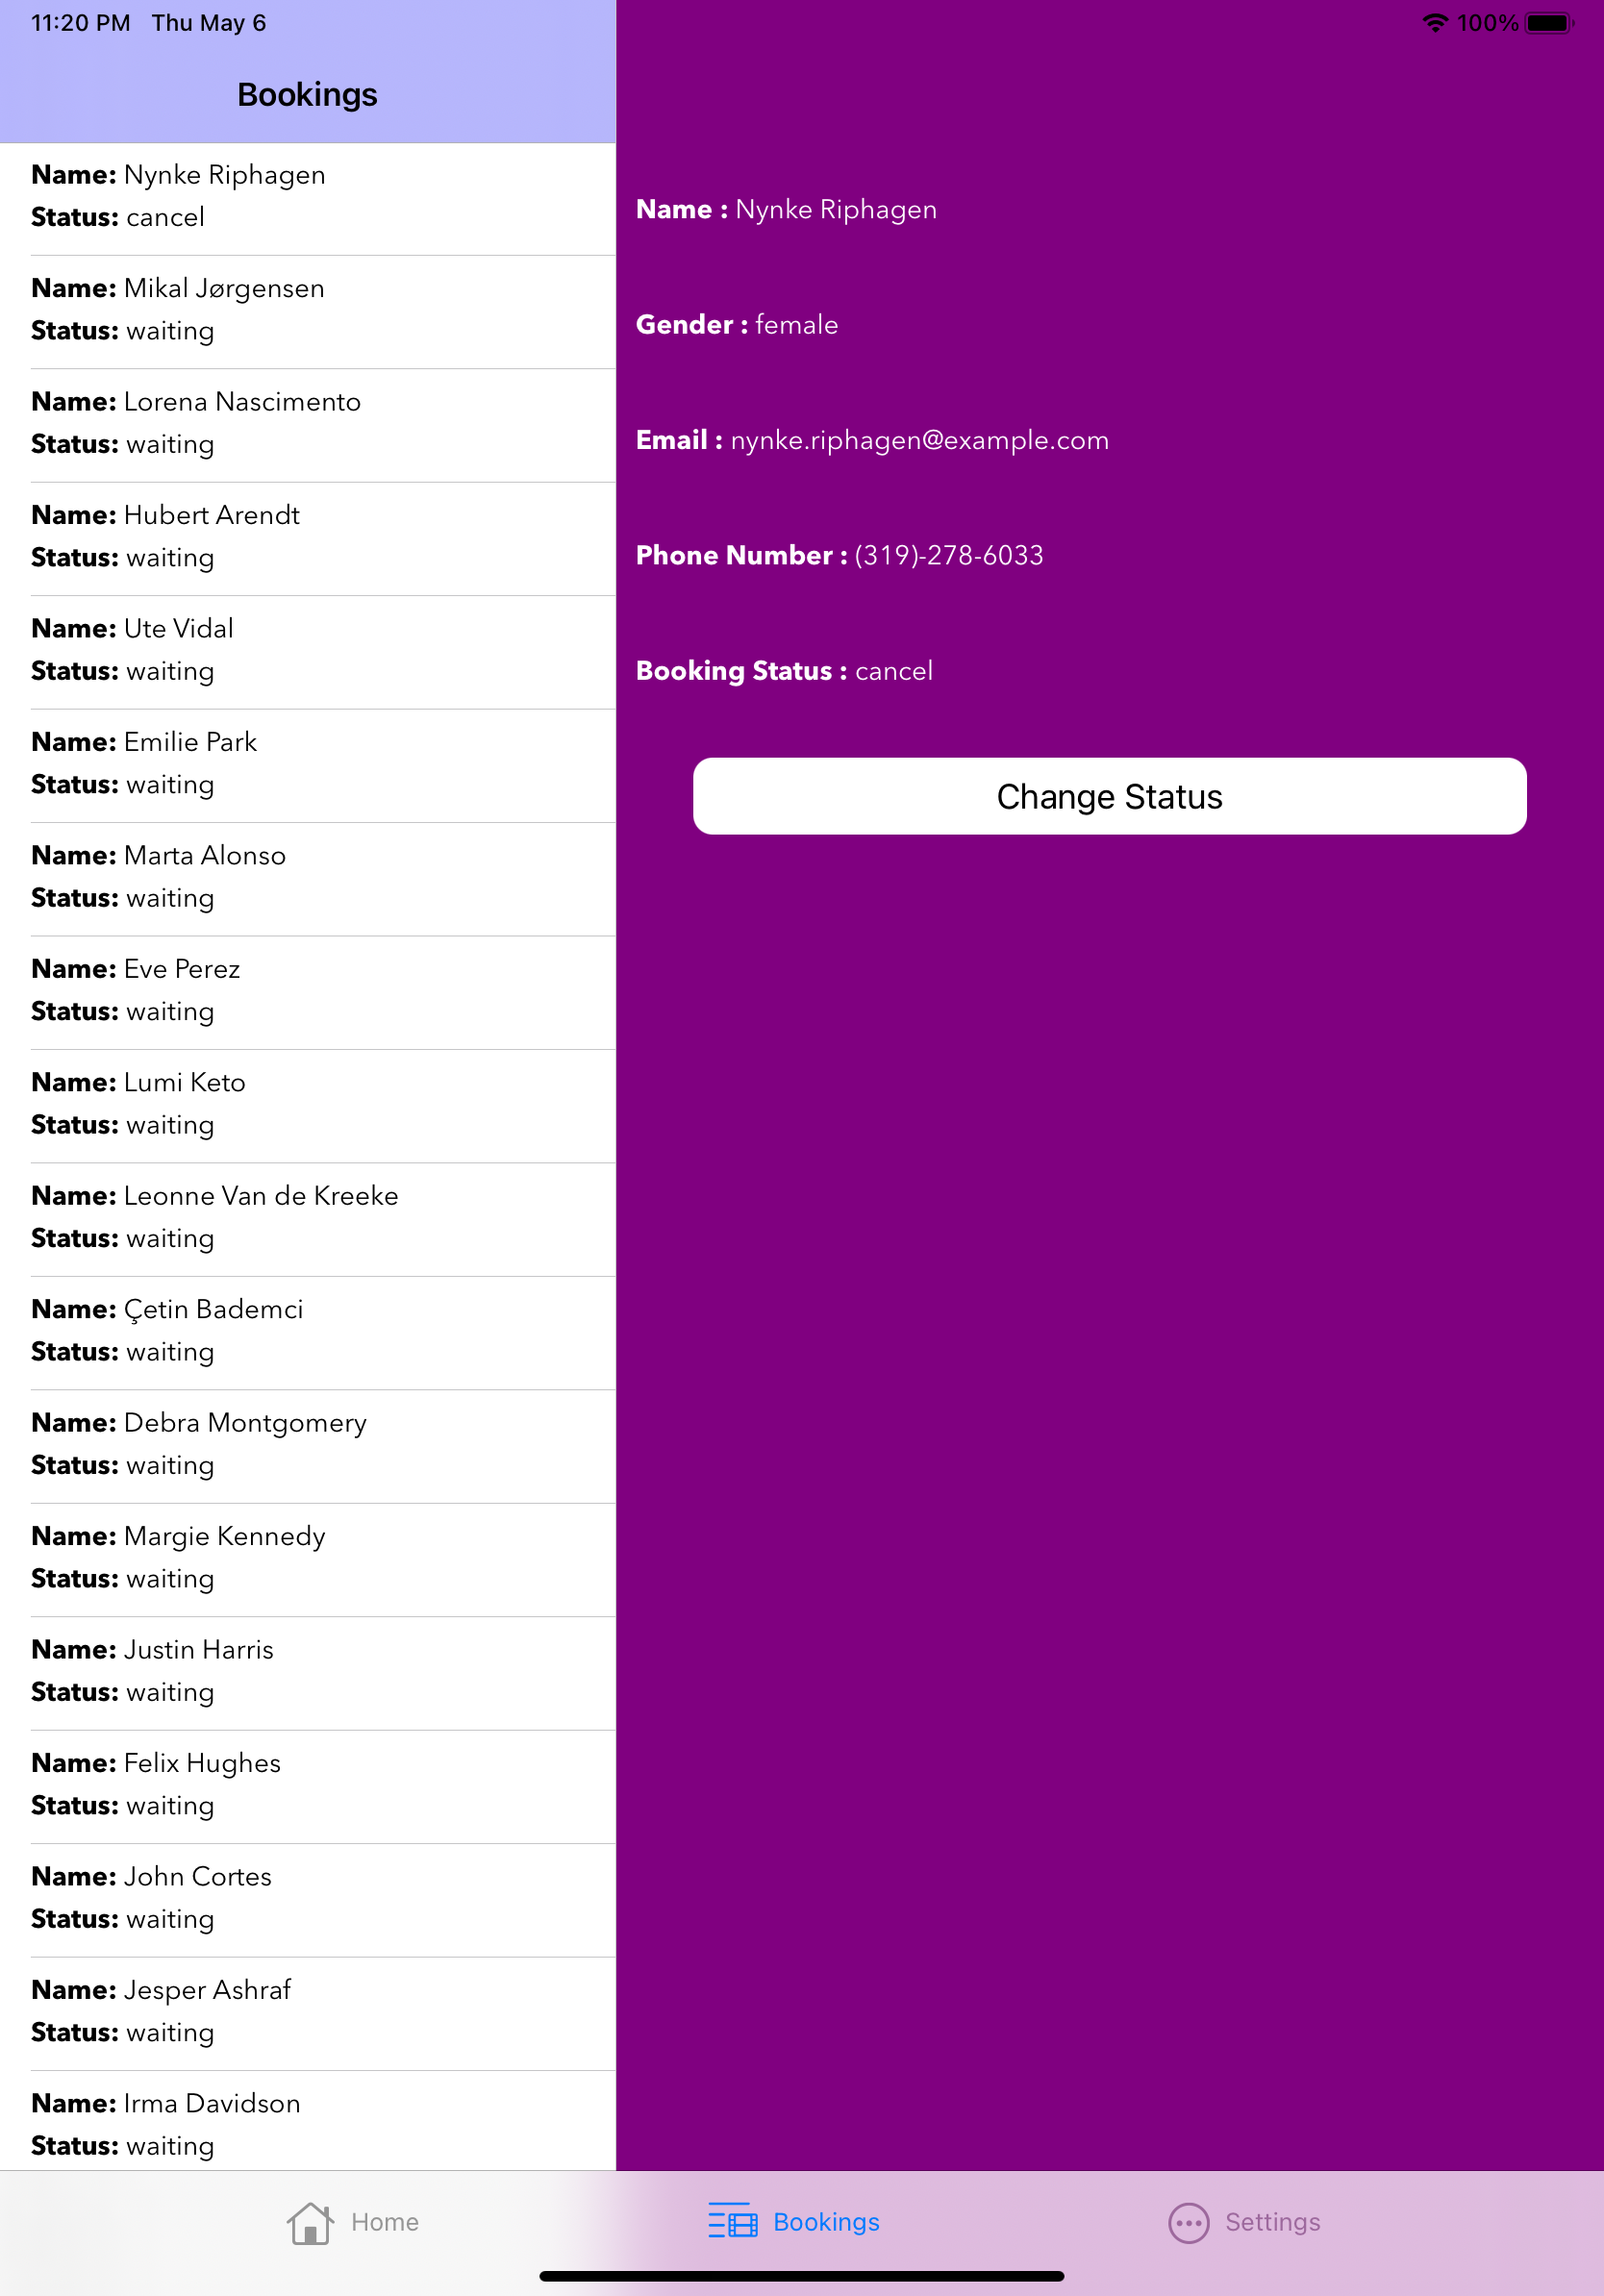 11:20 PM Thu May 6
100%
Bookings
Name: Nynke Riphagen
Status: cancel
Name: Mikal Jørgensen
Status: waiting
Name: Lorena Nascimento
Status: waiting
Name: Hubert Arendt
Status: waiting
Name: Ute Vidal
Status: waiting
Name: Emilie Park
Status: waiting
Name: Marta Alonso
Status: waiting
Name: Eve Perez
Status: waiting
Name: Lumi Keto
Status: waiting
Name: Leonne Van de Kreeke
Status: waiting
Name: Çetin Bademci
Status: waiting
Name: Debra Montgomery
Status: waiting
Name: Margie Kennedy
Status: waiting
Name: Justin Harris
Status: waiting
Name: Felix Hughes
Status: waiting
Name: John Cortes
Status: waiting
Name: Jesper Ashraf
Status: waiting
Name: Irma Davidson
Status: waiting
Name : Nynke Riphagen
Gender : female
Email : nynke.riphagen@example.com
Phone Number : (319)-278-6033
Booking Status : cancel
Change Status
Home
Bookings
Settings